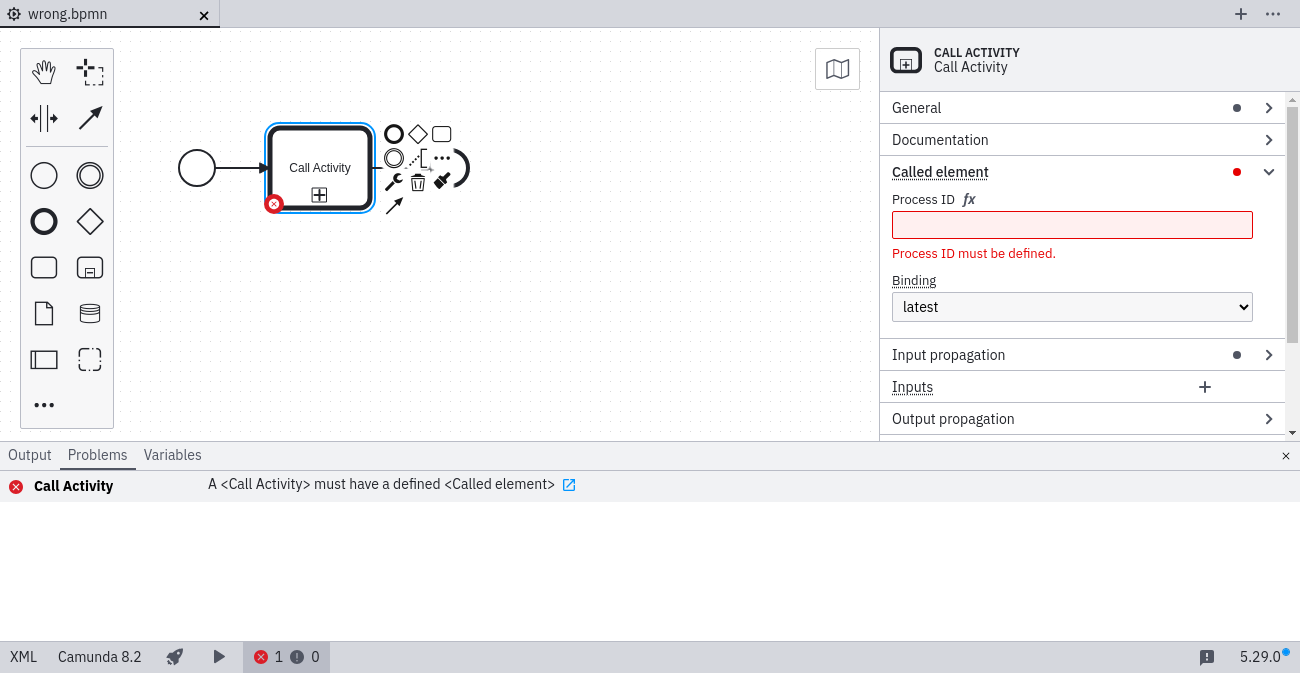 wrong.bpmn
CALL ACTIVITY
Call Activity
General
Documentation
Called element
Process ID fx
Process ID must be defined.
Binding
latest
Input propagation
Inputs
Output propagation
Call Activity
Output Problems Variables
Call Activity A <Call Activity> must have a defined <Called element>
XML Camunda 8.2 1 0 5.29.0